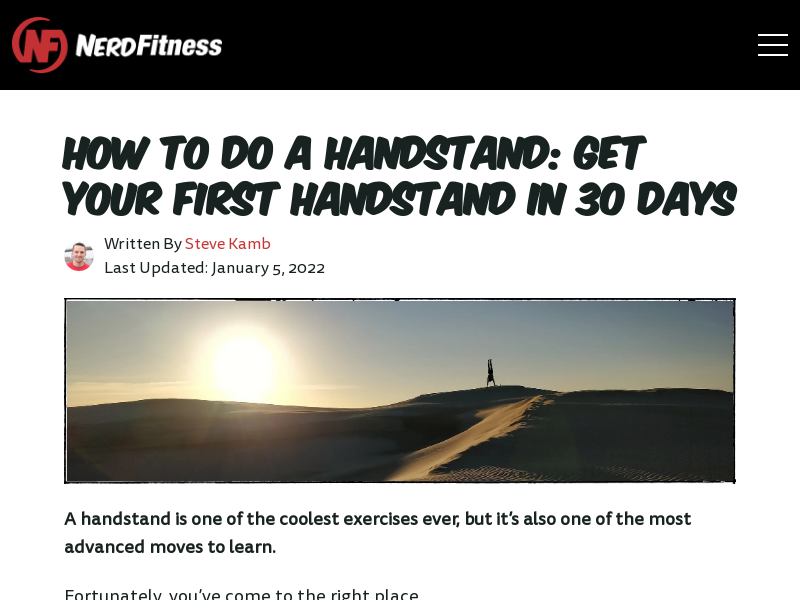 NF NERD FITNESS
HOW TO DO A HANDSTAND: GET
YOUR FIRST HANDSTAND IN 30 DAYS
Written By Steve Kamb
Last Updated: January 5, 2022
A handstand is one of the coolest exercises ever, but it’s also one of the most
advanced moves to learn.
Fortunately, you’ve come to the right place.